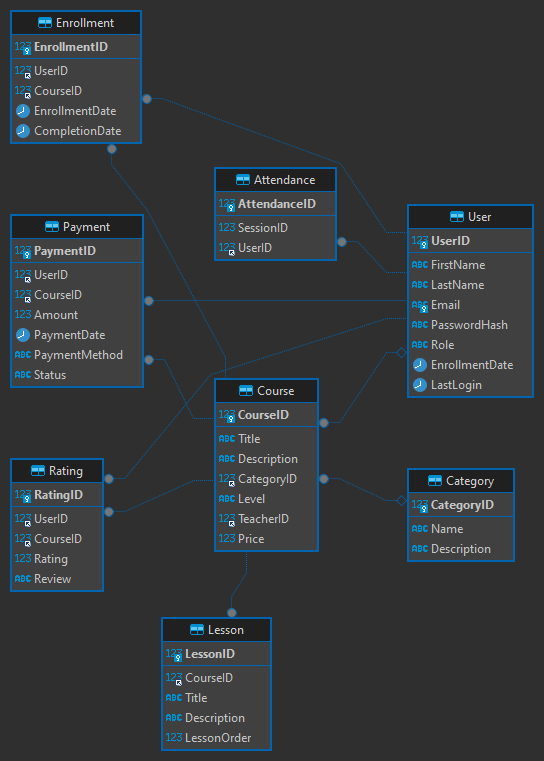 Enrollment
123 EnrollmentID
123 UserID
123 CourseID
EnrollmentDate
CompletionDate
Attendance
123 AttendanceID
123 SessionID
123 UserID
User
123 UserID
ABC FirstName
ABC LastName
ABC Email
ABC PasswordHash
ABC Role
EnrollmentDate
LastLogin
Payment
123 PaymentID
123 UserID
123 CourseID
123 Amount
PaymentDate
ABC PaymentMethod
ABC Status
Course
123 CourseID
ABC Title
ABC Description
123 CategoryID
ABC Level
123 TeacherID
123 Price
Rating
123 RatingID
123 UserID
123 CourseID
123 Rating
ABC Review
Category
123 CategoryID
ABC Name
ABC Description
Lesson
123 LessonID
123 CourseID
ABC Title
ABC Description
123 LessonOrder